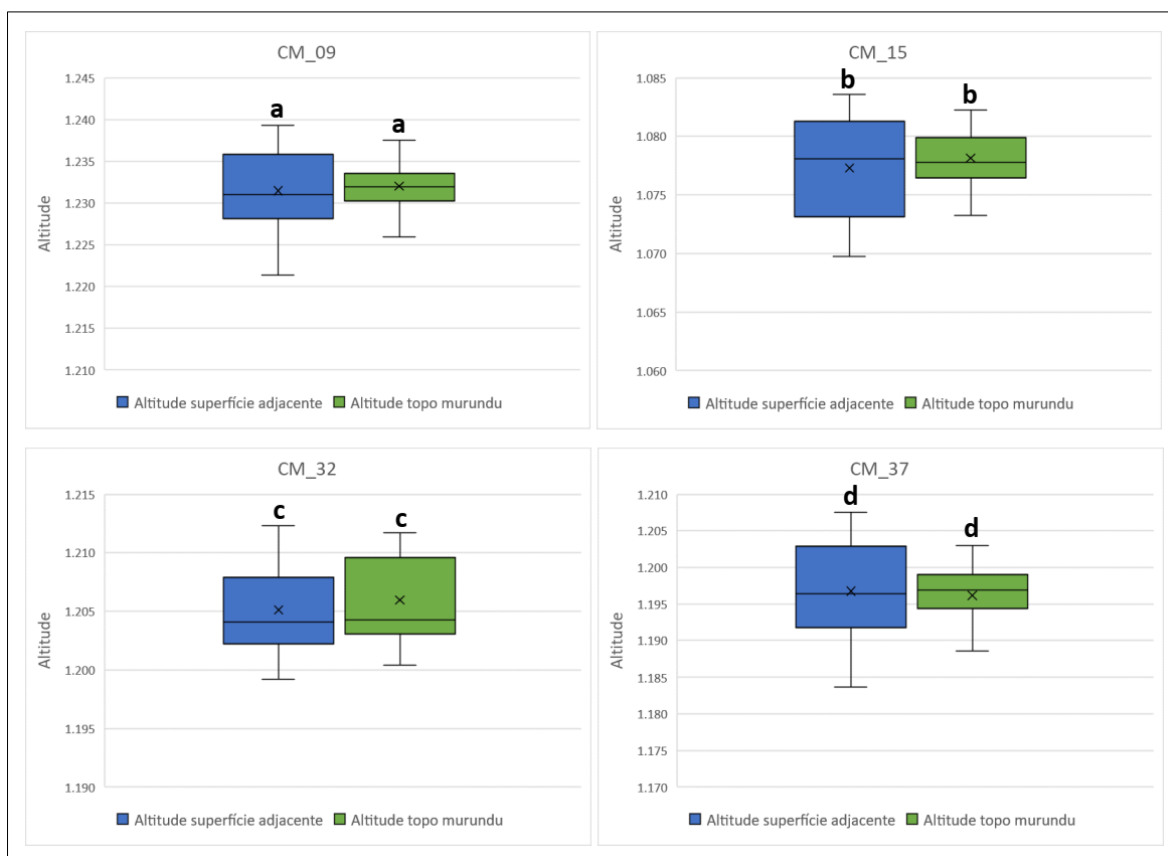 CM_09
1.245
1.240
1.235
1.230
1.225
1.220
1.215
1.210
Altitude
a a
Altitude superfície adjacente Altitude topo murundu
CM_15
1.085
1.080
1.075
1.070
1.065
1.060
Altitude
b b
Altitude superfície adjacente Altitude topo murundu
CM_32
1.215
1.210
1.205
1.200
1.195
1.190
Altitude
c c
Altitude superfície adjacente Altitude topo murundu
CM_37
1.210
1.205
1.200
1.195
1.190
1.185
1.180
1.175
1.170
Altitude
d d
Altitude superfície adjacente Altitude topo murundu